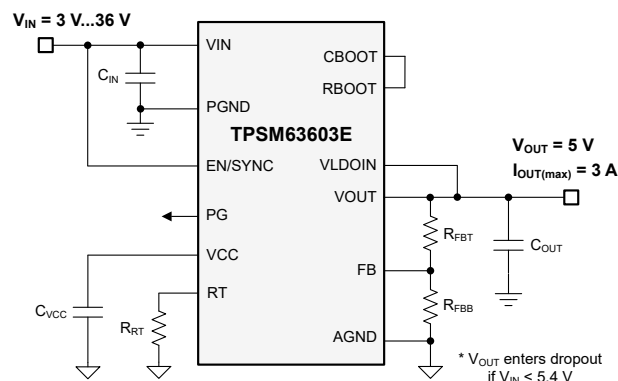 V_IN = 3 V...36 V
VIN
C_IN
PGND
TPSM63603E
EN/SYNC
PG
VCC
RT
C_VCC
R_RT
CBOOT
RBOOT
VLDOIN
VOUT
FB
AGND
V_OUT = 5 V
I_OUT(max) = 3 A
R_FBT
C_OUT
R_FBB
* V_OUT enters dropout
if V_IN < 5.4 V